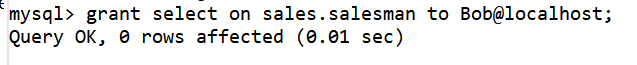 mysql> grant select on sales.salesman to Bob@localhost;
Query OK, 0 rows affected (0.01 sec)